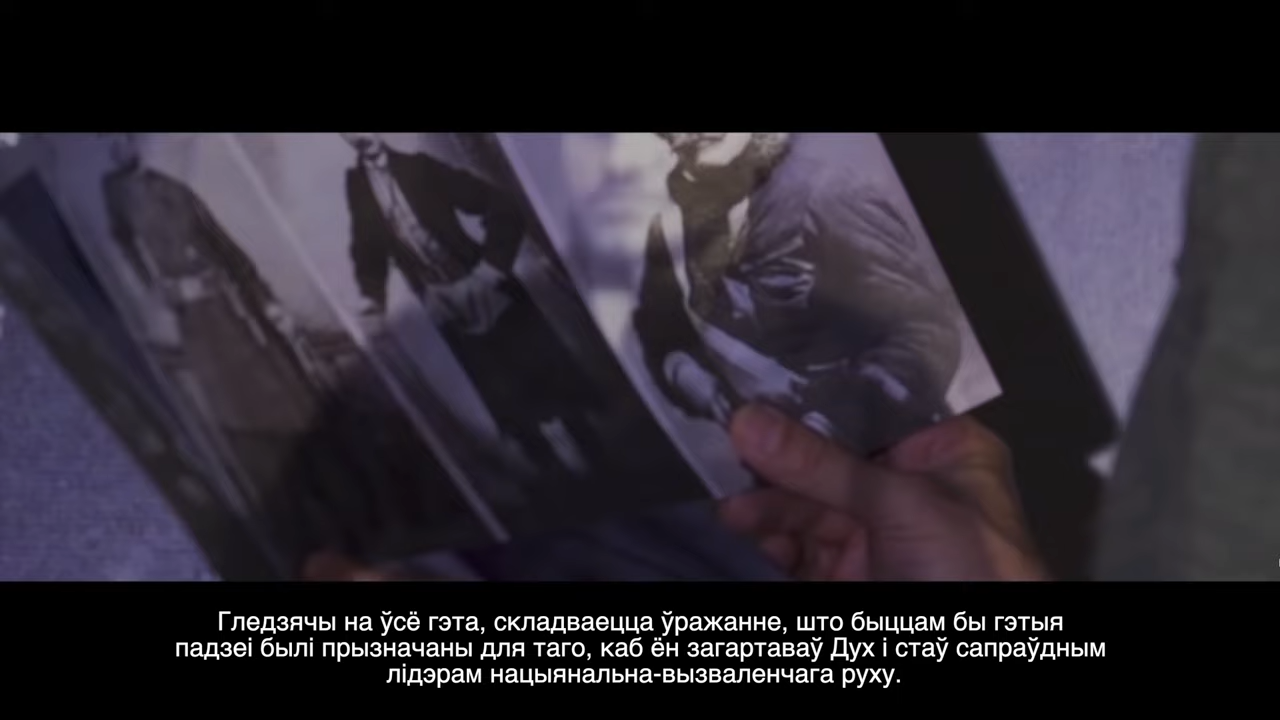 Гледзячы на ўсё гэта, складваецца ўражанне, што быццам бы гэтыя
падзеі былі прызначаны для таго, каб ён загартаваў Дух і стаў сапраўдным
лідэрам нацыянальна-вызваленчага руху.